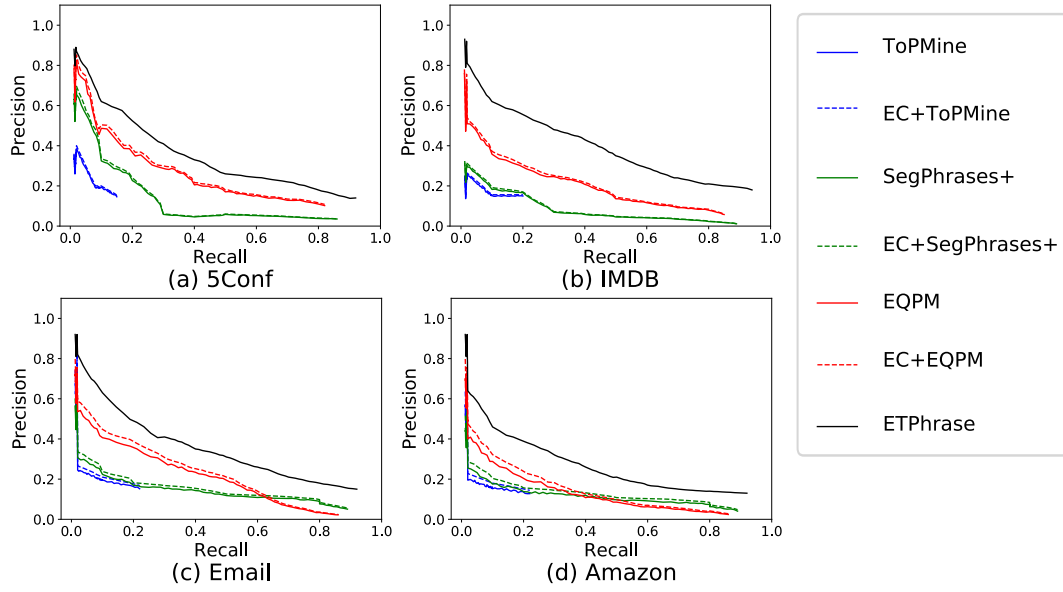 1.0
0.8
0.6
0.4
0.2
0.0
Precision
0.0 0.2 0.4 0.6 0.8 1.0
Recall
(a) 5Conf
1.0
0.8
0.6
0.4
0.2
0.0
Precision
0.0 0.2 0.4 0.6 0.8 1.0
Recall
(b) IMDB
1.0
0.8
0.6
0.4
0.2
0.0
Precision
0.0 0.2 0.4 0.6 0.8 1.0
Recall
(c) Email
1.0
0.8
0.6
0.4
0.2
0.0
Precision
0.0 0.2 0.4 0.6 0.8 1.0
Recall
(d) Amazon
ToPMine
EC+ToPMine
SegPhrases+
EC+SegPhrases+
EQPM
EC+EQPM
ETPhrase